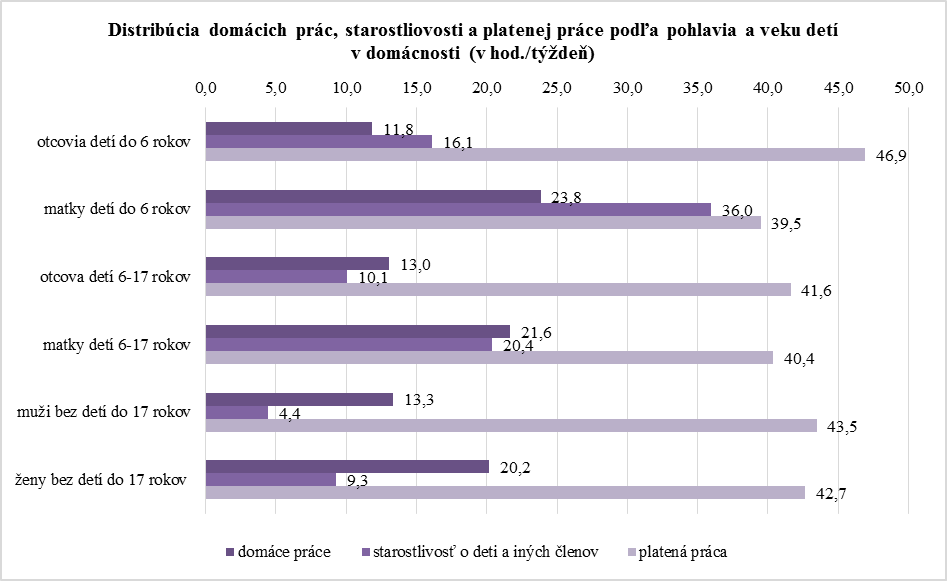 Distribúcia domácich prác, starostliovosti a platenej práce podľa pohlavia a veku detí
v domácnosti (v hod./týždeň)
0,0 5,0 10,0 15,0 20,0 25,0 30,0 35,0 40,0 45,0 50,0
otcovia detí do 6 rokov
11,8
16,1
46,9
matky detí do 6 rokov
23,8
36,0
39,5
otcova detí 6-17 rokov
13,0
10,1
41,6
matky detí 6-17 rokov
21,6
20,4
40,4
muži bez detí do 17 rokov
13,3
4,4
43,5
ženy bez detí do 17 rokov
20,2
9,3
42,7
domáce práce starostlivosť o deti a iných členov platená práca